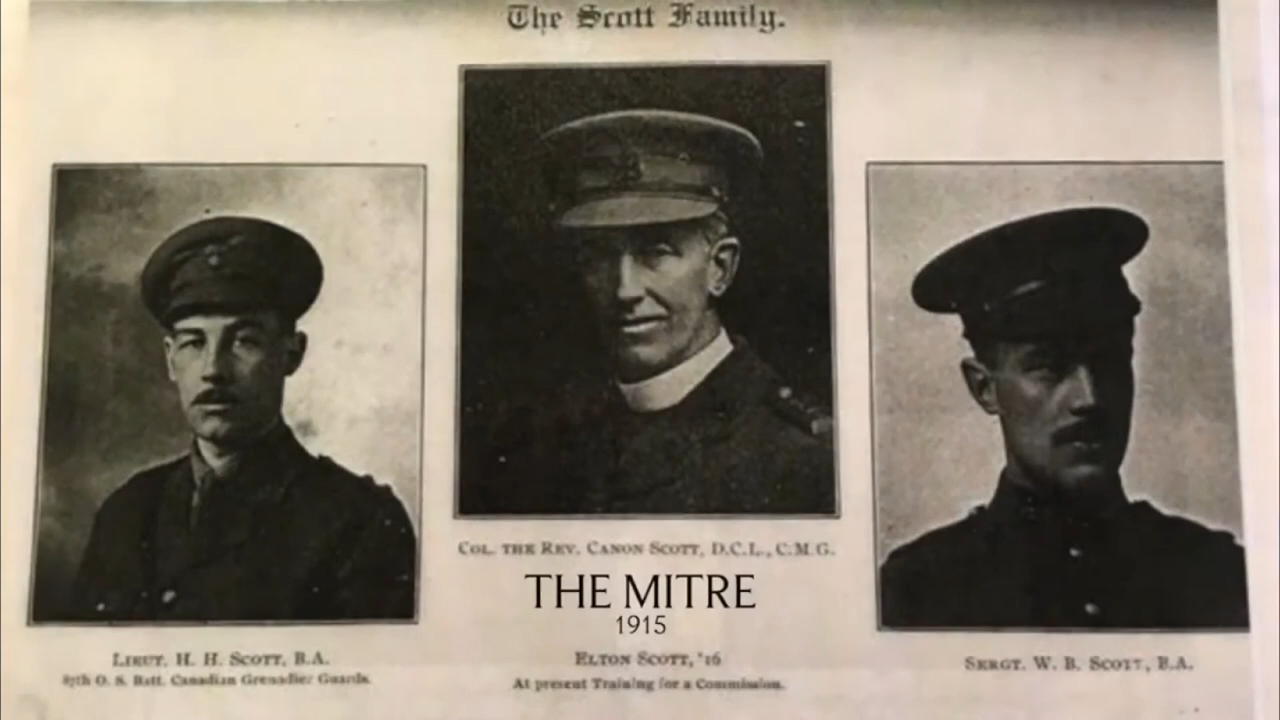 The Scott Family.
COL. THE REV. CANON SCOTT, D.C.L., C.M.G.
THE MITRE
1915
LIEUT. H. H. SCOTT, B.A.
87th O. S. Batt. Canadian Grenadier Guards.
ELTON SCOTT, '16
At present Training for a Commission.
SERGT. W. B. SCOTT, B.A.